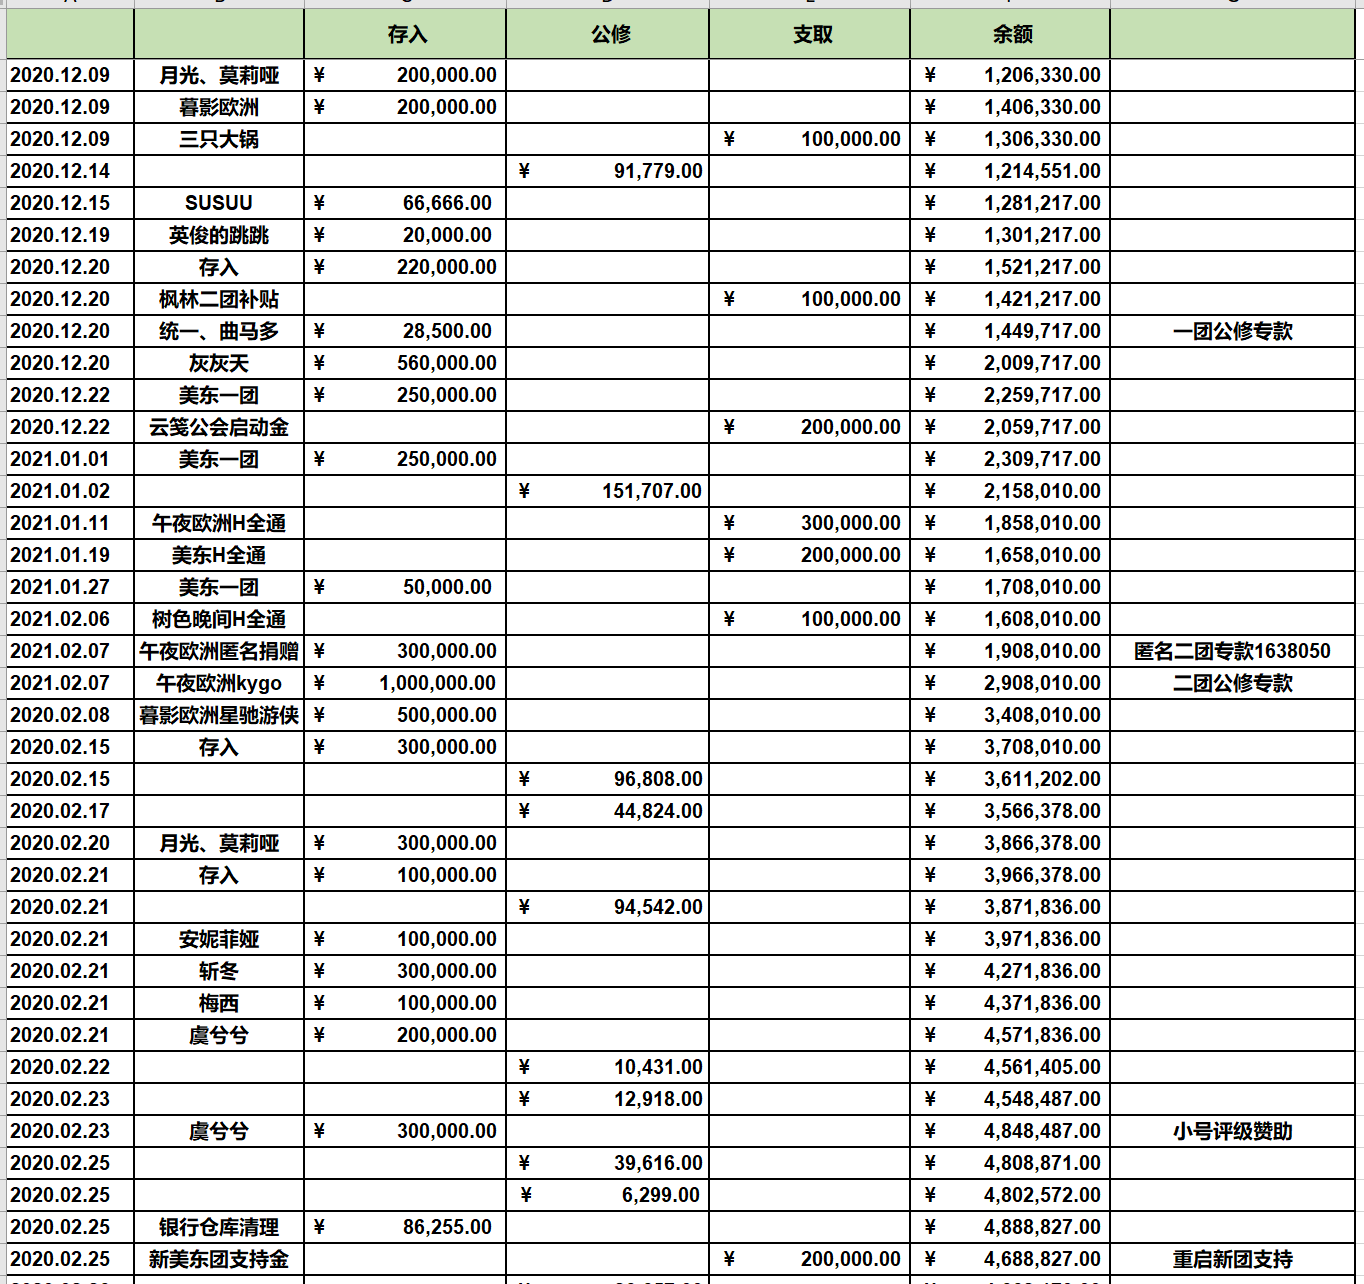 存入 公修 支取 余额
2020.12.09 月光、莫莉哑 ¥ 200,000.00 ¥ 1,206,330.00
2020.12.09 暮影欧洲 ¥ 200,000.00 ¥ 1,406,330.00
2020.12.09 三只大锅 ¥ 100,000.00 ¥ 1,306,330.00
2020.12.14 ¥ 91,779.00 ¥ 1,214,551.00
2020.12.15 SUSUU ¥ 66,666.00 ¥ 1,281,217.00
2020.12.19 英俊的跳跳 ¥ 20,000.00 ¥ 1,301,217.00
2020.12.20 存入 ¥ 220,000.00 ¥ 1,521,217.00
2020.12.20 枫林二团补贴 ¥ 100,000.00 ¥ 1,421,217.00
2020.12.20 统一、曲马多 ¥ 28,500.00 ¥ 1,449,717.00 一团公修专款
2020.12.20 灰灰天 ¥ 560,000.00 ¥ 2,009,717.00
2020.12.22 美东一团 ¥ 250,000.00 ¥ 2,259,717.00
2020.12.22 云笺公会启动金 ¥ 200,000.00 ¥ 2,059,717.00
2021.01.01 美东一团 ¥ 250,000.00 ¥ 2,309,717.00
2021.01.02 ¥ 151,707.00 ¥ 2,158,010.00
2021.01.11 午夜欧洲H全通 ¥ 300,000.00 ¥ 1,858,010.00
2021.01.19 美东H全通 ¥ 200,000.00 ¥ 1,658,010.00
2021.01.27 美东一团 ¥ 50,000.00 ¥ 1,708,010.00
2021.02.06 树色晚间H全通 ¥ 100,000.00 ¥ 1,608,010.00
2021.02.07 午夜欧洲匿名捐赠 ¥ 300,000.00 ¥ 1,908,010.00 匿名二团专款1638050
2021.02.07 午夜欧洲kygo ¥ 1,000,000.00 ¥ 2,908,010.00 二团公修专款
2020.02.08 暮影欧洲星驰游侠 ¥ 500,000.00 ¥ 3,408,010.00
2020.02.15 存入 ¥ 300,000.00 ¥ 3,708,010.00
2020.02.15 ¥ 96,808.00 ¥ 3,611,202.00
2020.02.17 ¥ 44,824.00 ¥ 3,566,378.00
2020.02.20 月光、莫莉哑 ¥ 300,000.00 ¥ 3,866,378.00
2020.02.21 存入 ¥ 100,000.00 ¥ 3,966,378.00
2020.02.21 ¥ 94,542.00 ¥ 3,871,836.00
2020.02.21 安妮菲娅 ¥ 100,000.00 ¥ 3,971,836.00
2020.02.21 斩冬 ¥ 300,000.00 ¥ 4,271,836.00
2020.02.21 梅西 ¥ 100,000.00 ¥ 4,371,836.00
2020.02.21 虞兮兮 ¥ 200,000.00 ¥ 4,571,836.00
2020.02.22 ¥ 10,431.00 ¥ 4,561,405.00
2020.02.23 ¥ 12,918.00 ¥ 4,548,487.00
2020.02.23 虞兮兮 ¥ 300,000.00 ¥ 4,848,487.00 小号评级赞助
2020.02.25 ¥ 39,616.00 ¥ 4,808,871.00
2020.02.25 ¥ 6,299.00 ¥ 4,802,572.00
2020.02.25 银行仓库清理 ¥ 86,255.00 ¥ 4,888,827.00
2020.02.25 新美东团支持金 ¥ 200,000.00 ¥ 4,688,827.00 重启新团支持